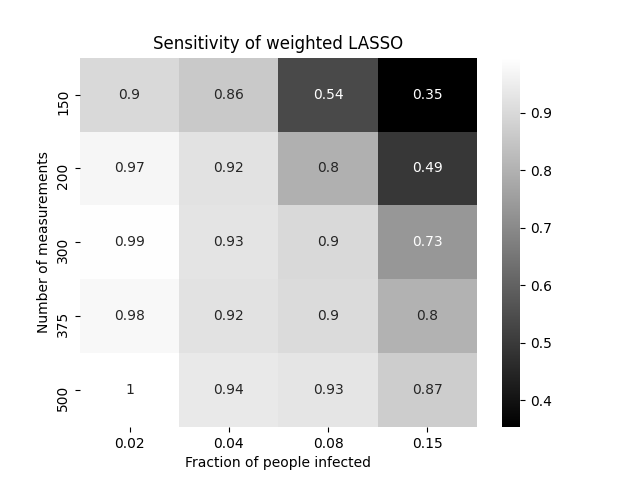 Sensitivity of weighted LASSO
Number of measurements
150 0.9 0.86 0.54 0.35
200 0.97 0.92 0.8 0.49
300 0.99 0.93 0.9 0.73
375 0.98 0.92 0.9 0.8
500 1 0.94 0.93 0.87
0.02 0.04 0.08 0.15
Fraction of people infected
0.9
0.8
0.7
0.6
0.5
0.4